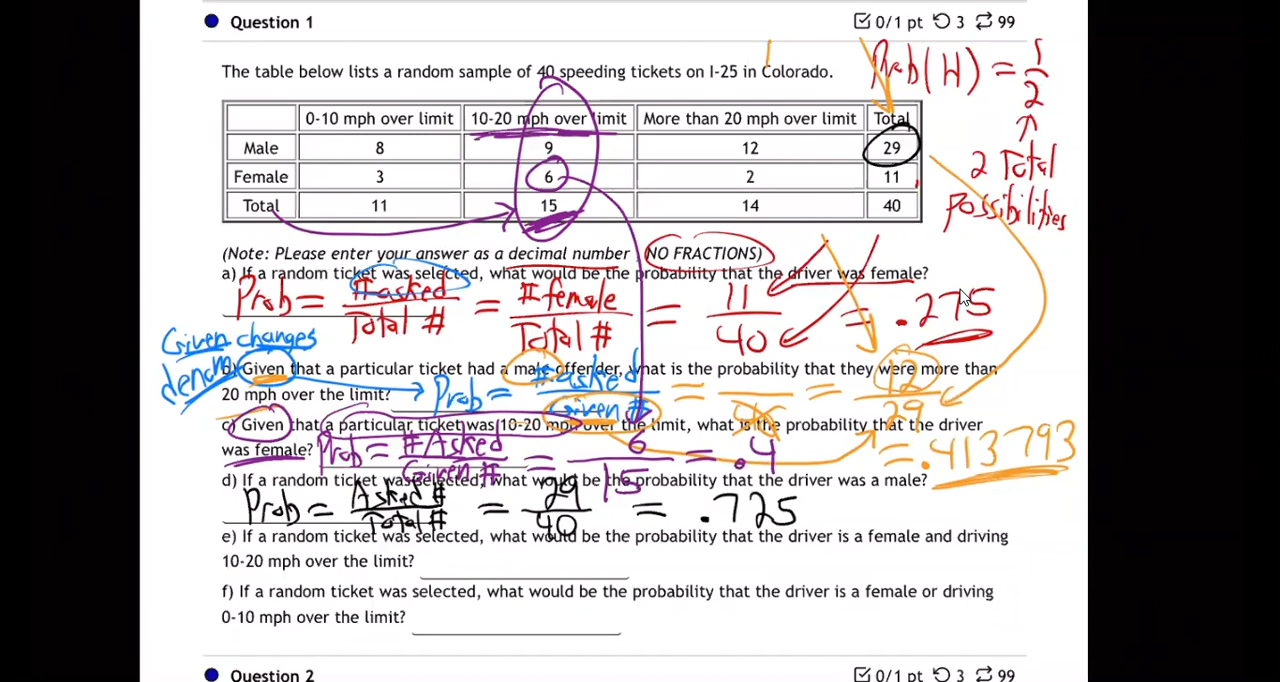 Question 1 0/1 pt 3 99
The table below lists a random sample of 40 speeding tickets on I-25 in Colorado.
Prob(H) = 1/2
2 Total
possibilities
0-10 mph over limit 10-20 mph over limit More than 20 mph over limit Total
Male 8 9 12 29
Female 3 6 2 11
Total 11 15 14 40
(Note: PLease enter your answer as a decimal number (NO FRACTIONS)
a) If a random ticket was selected, what would be the probability that the driver was female?
Prob = # asked / Total # = # female / Total # = 11 / 40 = .275
Given changes
denom
b) Given that a particular ticket had a male offender, what is the probability that they were more than
20 mph over the limit?
Prob = # asked / Given # = = 12 / 29
= .413793
c) Given that a particular ticket was 10-20 mph over the limit, what is the probability that the driver
was female?
Prob = # Asked / Given # = 6 / 15 = .4
d) If a random ticket was selected, what would be the probability that the driver was a male?
Prob = Asked # / Total # = 29 / 40 = .725
e) If a random ticket was selected, what would be the probability that the driver is a female and driving
10-20 mph over the limit?
f) If a random ticket was selected, what would be the probability that the driver is a female or driving
0-10 mph over the limit?
Question 2 0/1 pt 3 99